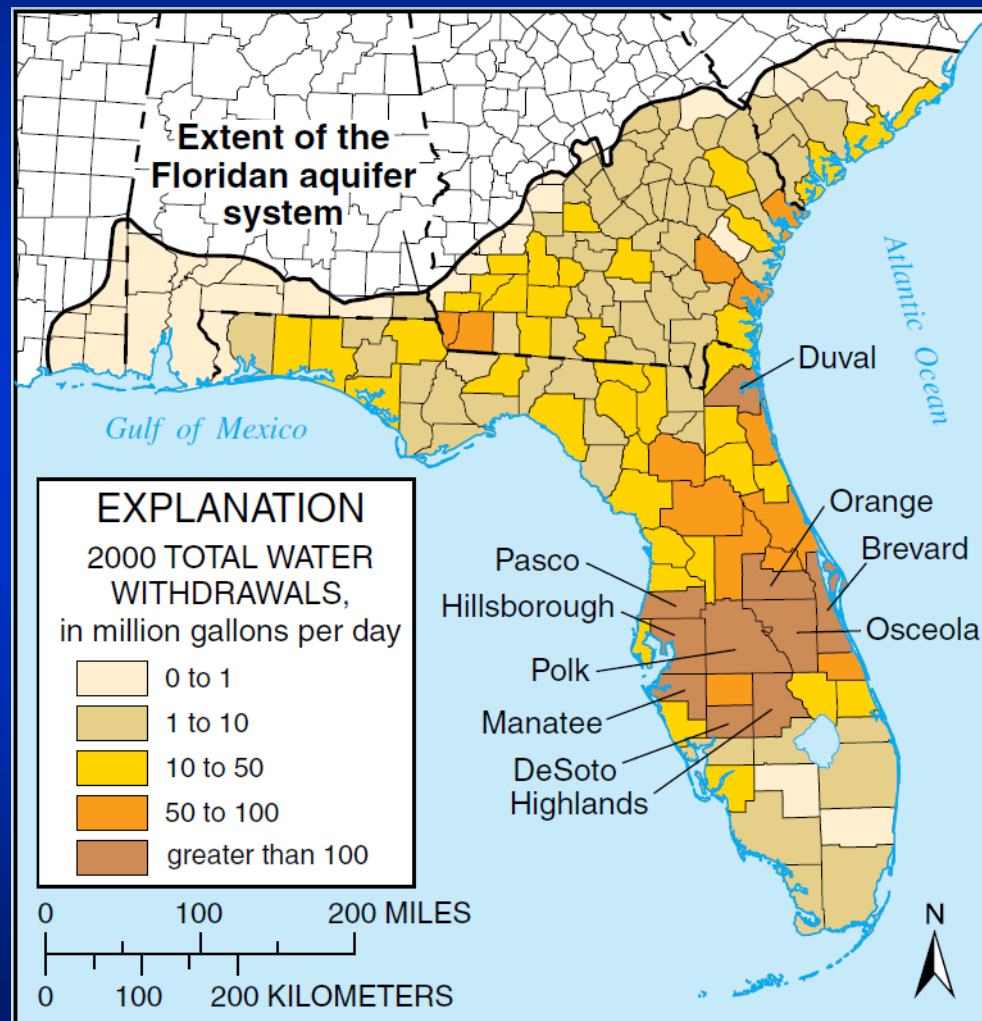 Extent of the
Floridan aquifer
system
Atlantic Ocean
Duval
Gulf of Mexico
EXPLANATION
2000 TOTAL WATER
WITHDRAWALS,
in million gallons per day
0 to 1
1 to 10
10 to 50
50 to 100
greater than 100
Orange
Brevard
Pasco
Hillsborough
Osceola
Polk
Manatee
DeSoto
Highlands
0 100 200 MILES
0 100 200 KILOMETERS
N